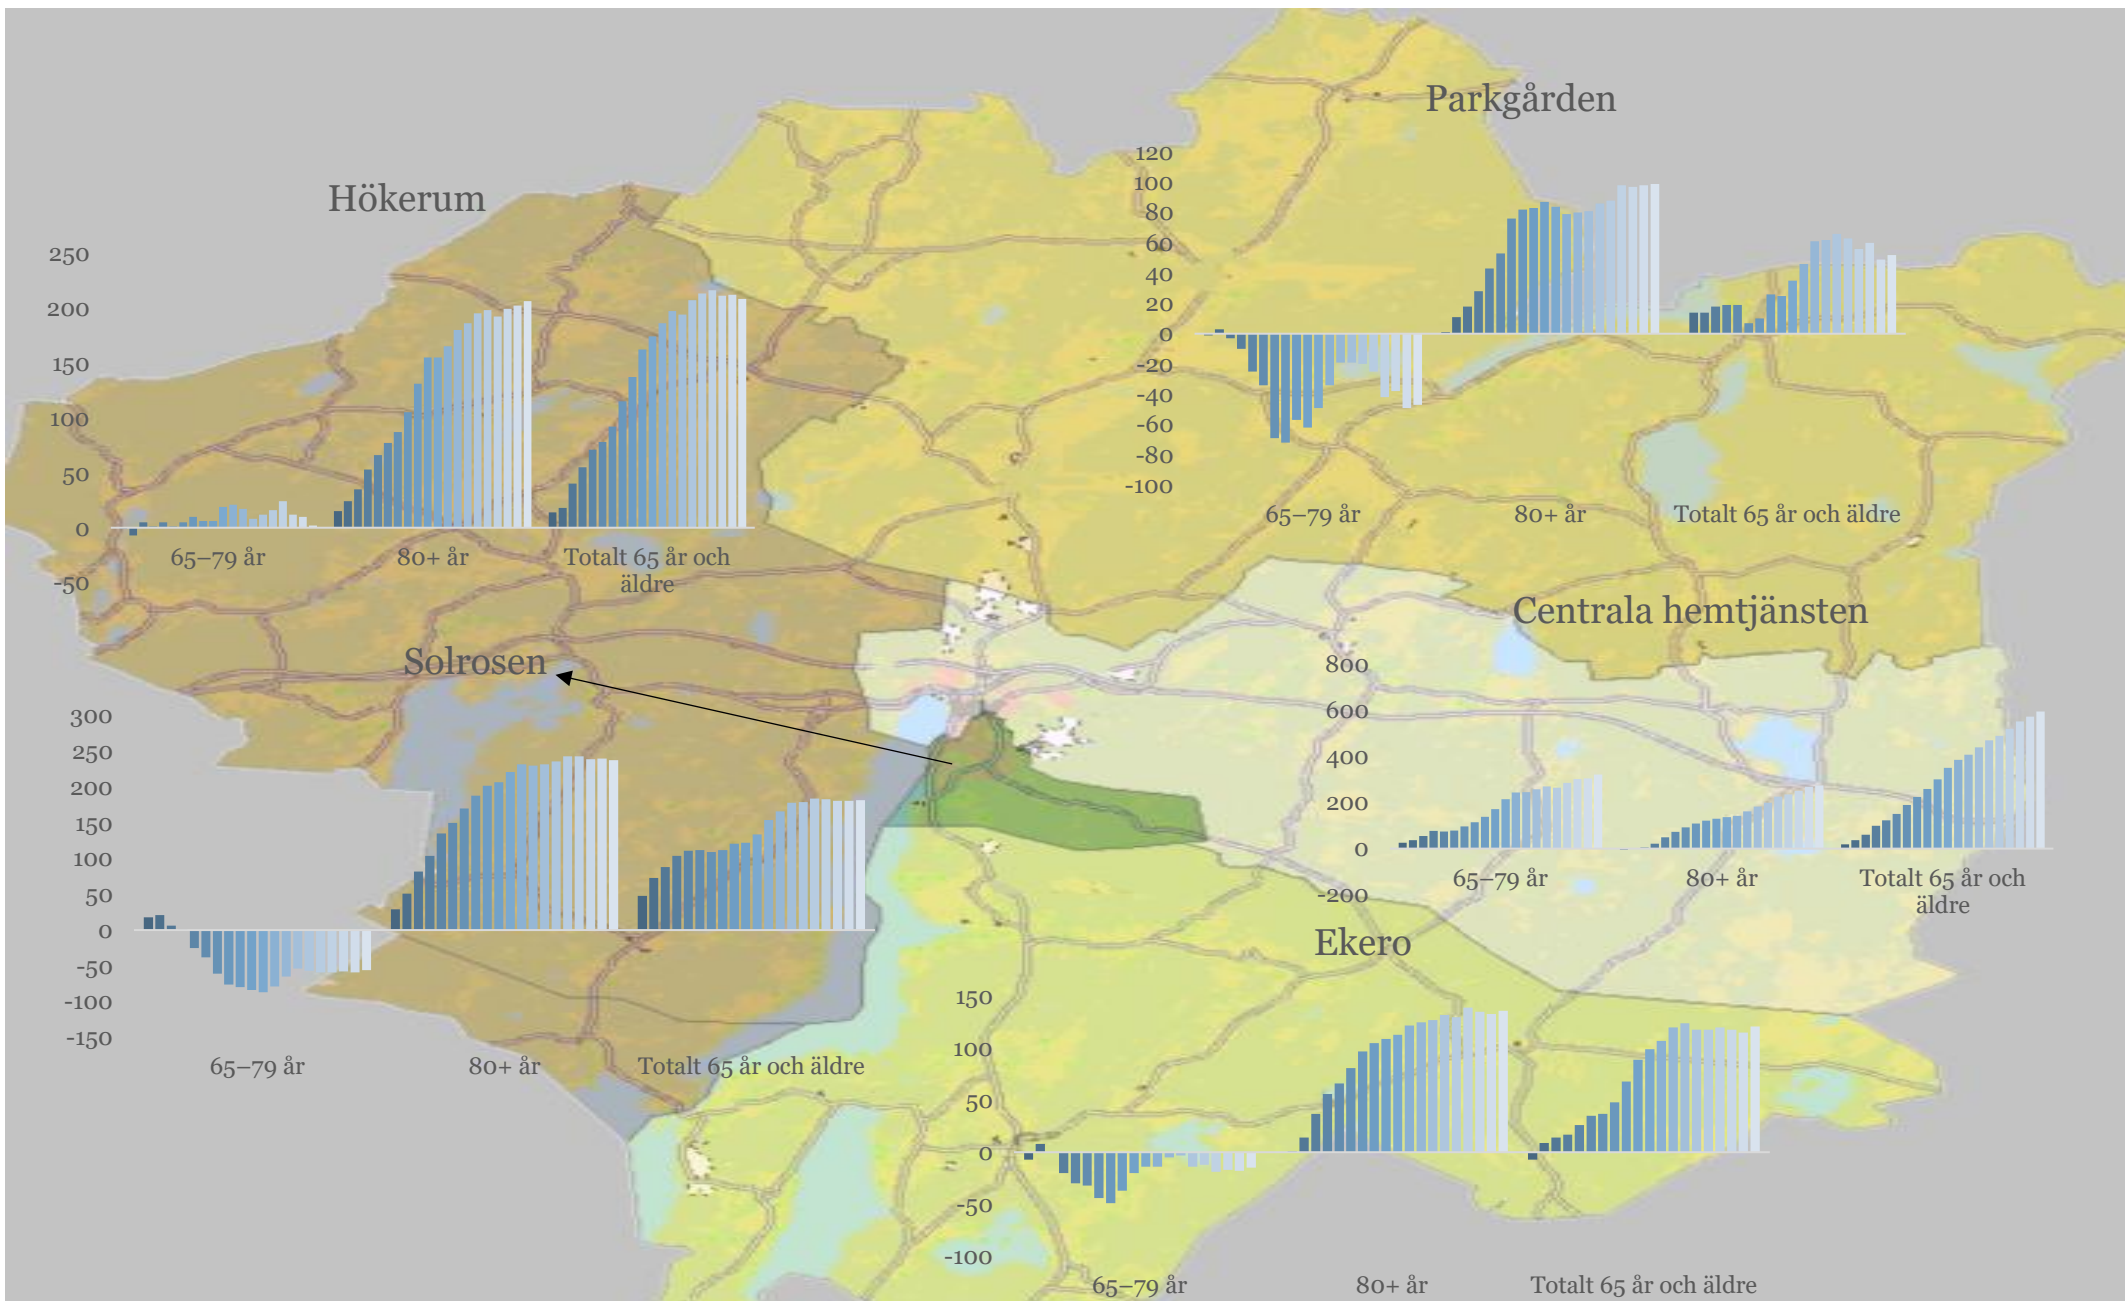 Parkgården
120
100
80
60
40
20
0
-20
-40
-60
-80
-100
65–79 år
80+ år
Totalt 65 år och äldre
Hökerum
250
200
150
100
50
0
-50
65–79 år
80+ år
Totalt 65 år och
äldre
Centrala hemtjänsten
800
600
400
200
0
-200
65–79 år
80+ år
Totalt 65 år och
äldre
Solrosen
300
250
200
150
100
50
0
-50
-100
-150
65–79 år
80+ år
Totalt 65 år och äldre
Ekero
150
100
50
0
-50
-100
65–79 år
80+ år
Totalt 65 år och äldre